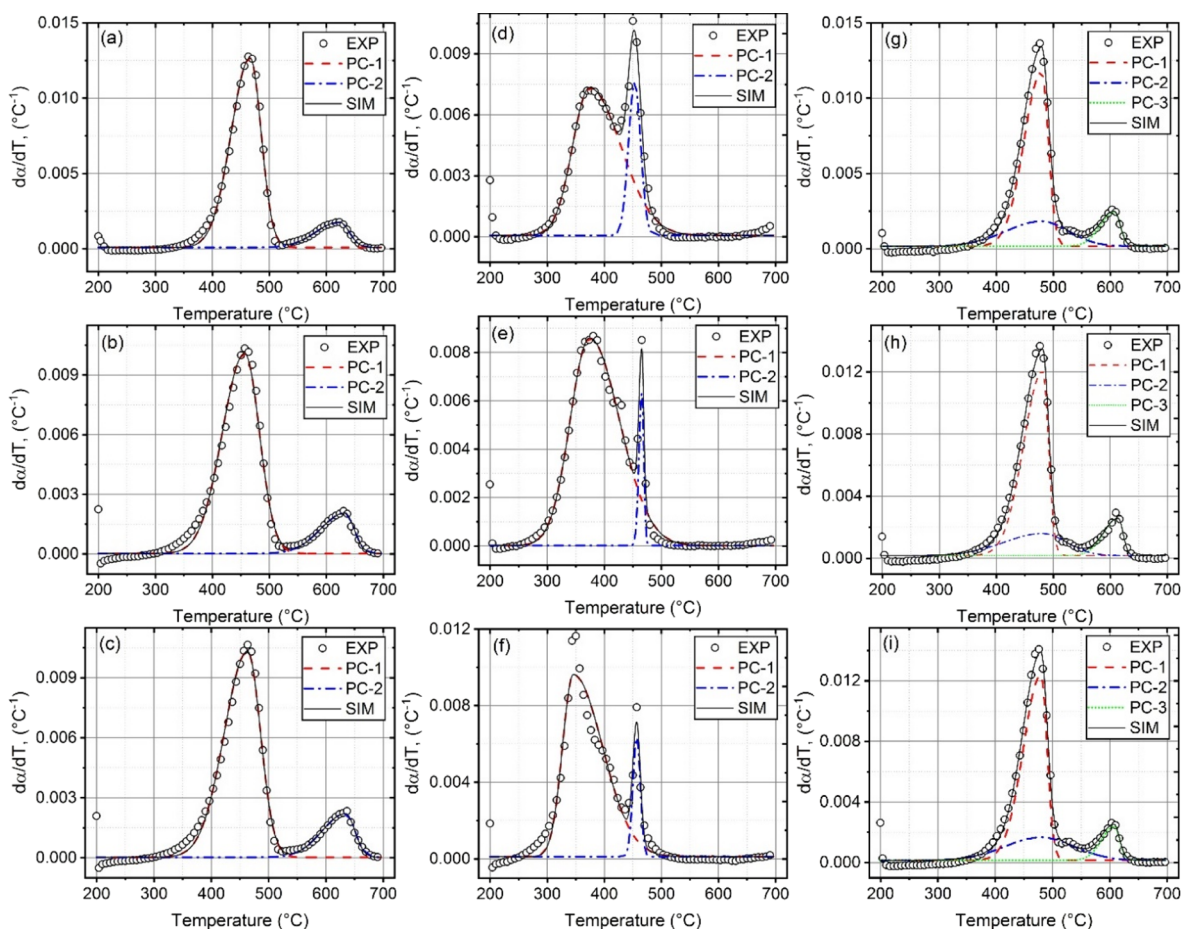 (a)
EXP
PC-1
PC-2
SIM
dα/dT, (°C⁻¹)
0.015
0.010
0.005
0.000
200 300 400 500 600 700
Temperature (°C)
(d)
EXP
PC-1
PC-2
SIM
dα/dT, (°C⁻¹)
0.009
0.006
0.003
0.000
200 300 400 500 600 700
Temperature (°C)
(g)
EXP
PC-1
PC-2
PC-3
SIM
dα/dT, (°C⁻¹)
0.015
0.010
0.005
0.000
200 300 400 500 600 700
Temperature (°C)
(b)
EXP
PC-1
PC-2
SIM
dα/dT, (°C⁻¹)
0.009
0.006
0.003
0.000
200 300 400 500 600 700
Temperature (°C)
(e)
EXP
PC-1
PC-2
SIM
dα/dT, (°C⁻¹)
0.008
0.006
0.004
0.002
0.000
200 300 400 500 600 700
Temperature (°C)
(h)
EXP
PC-1
PC-2
PC-3
SIM
dα/dT, (°C⁻¹)
0.012
0.008
0.004
0.000
200 300 400 500 600 700
Temperature (°C)
(c)
EXP
PC-1
PC-2
SIM
dα/dT, (°C⁻¹)
0.009
0.006
0.003
0.000
200 300 400 500 600 700
Temperature (°C)
(f)
EXP
PC-1
PC-2
SIM
dα/dT, (°C⁻¹)
0.012
0.008
0.004
0.000
200 300 400 500 600 700
Temperature (°C)
(i)
EXP
PC-1
PC-2
PC-3
SIM
dα/dT, (°C⁻¹)
0.012
0.008
0.004
0.000
200 300 400 500 600 700
Temperature (°C)